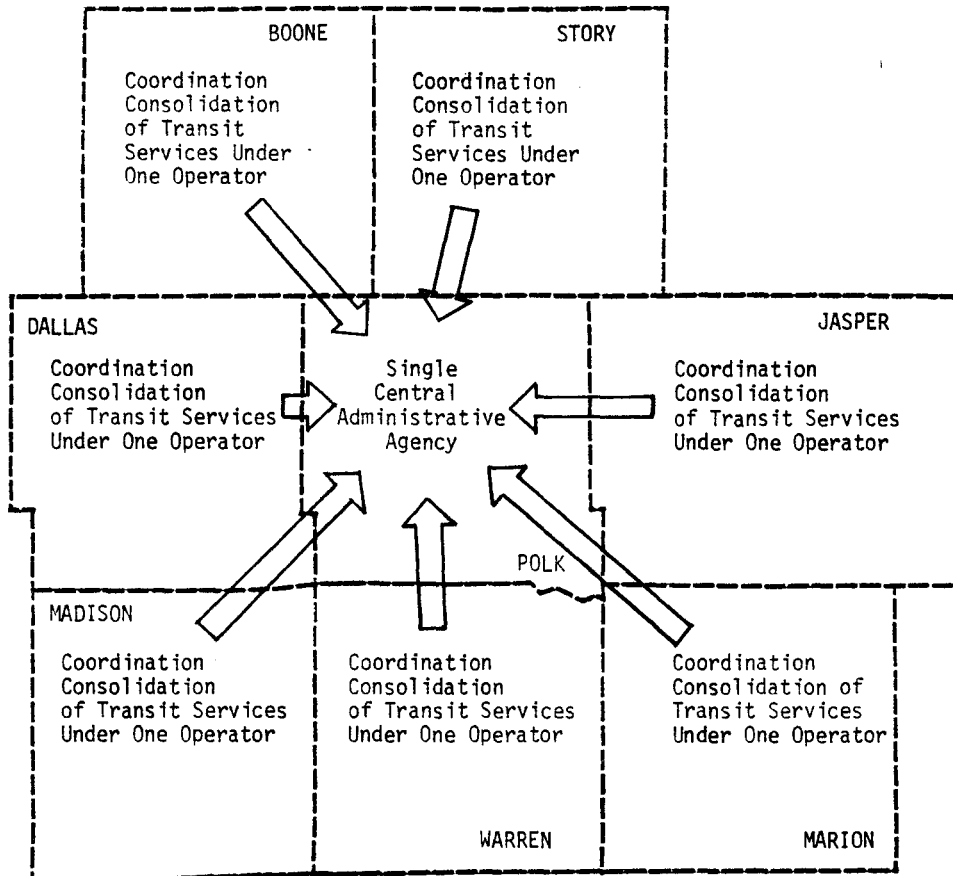 BOONE
Coordination
Consolidation
of Transit
Services Under
One Operator
STORY
Coordination
Consolidation
of Transit
Services Under
One Operator
DALLAS
Coordination
Consolidation
of Transit Services
Under One Operator
Single
Central
Administrative
Agency
POLK
JASPER
Coordination
Consolidation
of Transit Services
Under One Operator
MADISON
Coordination
Consolidation
of Transit Services
Under One Operator
Coordination
Consolidation
of Transit Services
Under One Operator
WARREN
Coordination
Consolidation of
Transit Services
Under One Operator
MARION